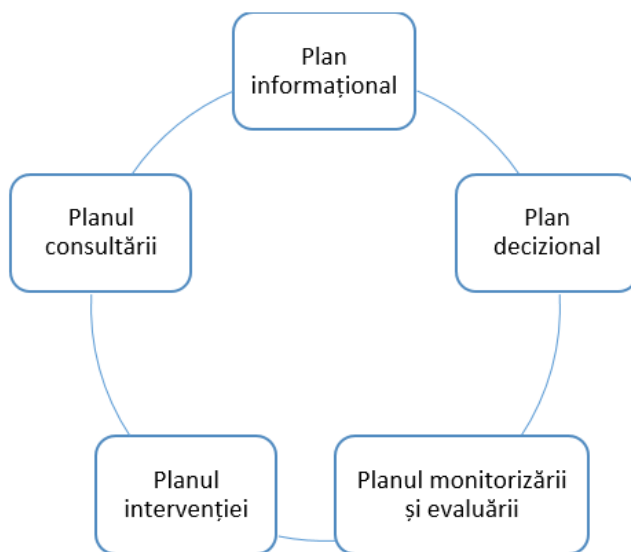 Plan
informațional
Plan
decizional
Planul monitorizării
și evaluării
Planul
intervenției
Planul
consultării